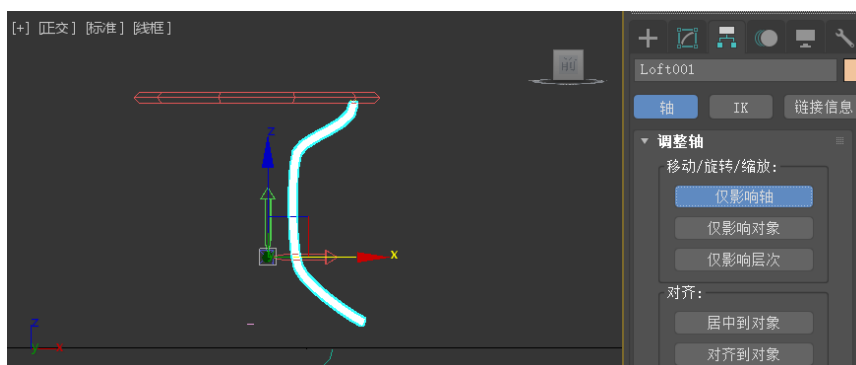 [+] [正交] [标准] [线框]
Loft001
轴 IK 链接信息
调整轴
移动/旋转/缩放:
仅影响轴
仅影响对象
仅影响层次
对齐:
居中到对象
对齐到对象
z
x
z
y
x